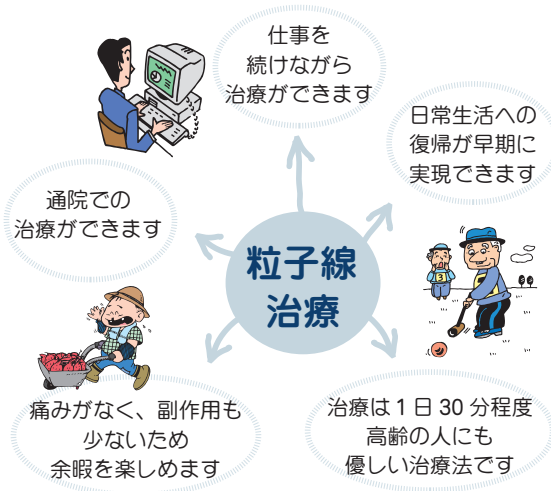 仕事を
続けながら
治療ができます
日常生活への
復帰が早期に
実現できます
通院での
治療ができます
粒子線
治療
3
痛みがなく、副作用も
少ないため
余暇を楽しめます
治療は1日30分程度
高齢の人にも
優しい治療法です